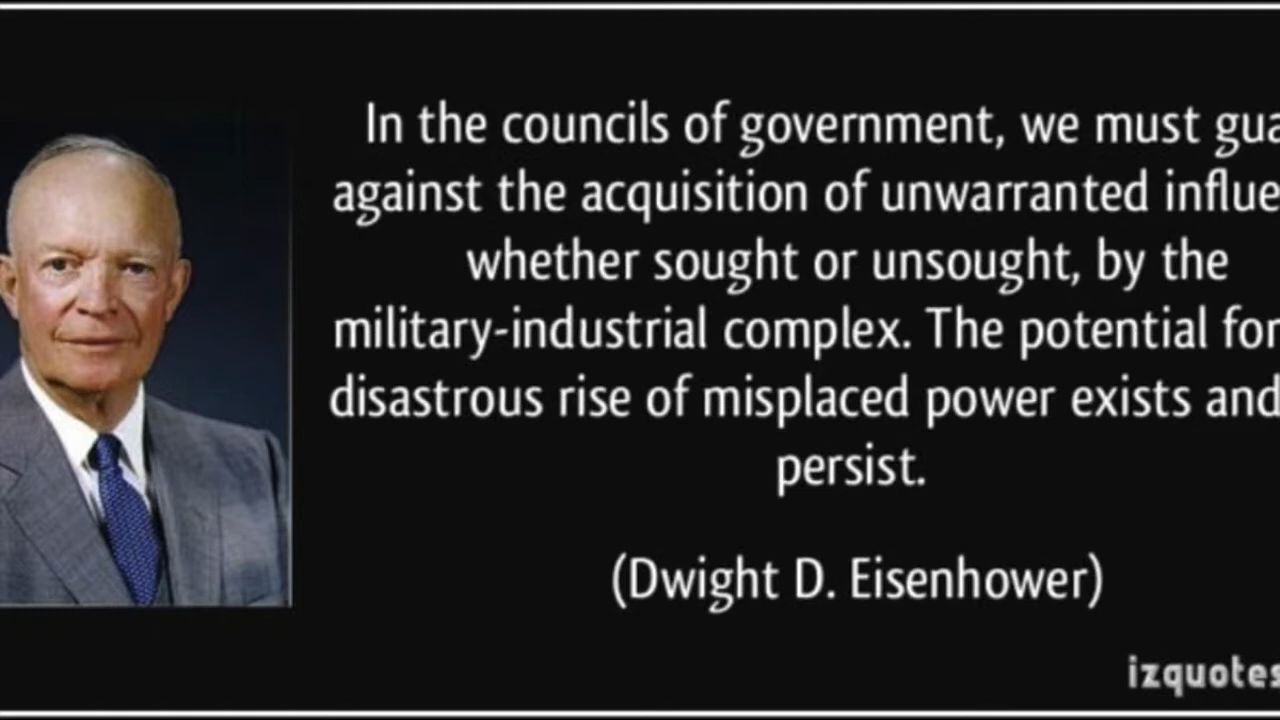 In the councils of government, we must gua
against the acquisition of unwarranted influe
whether sought or unsought, by the
military-industrial complex. The potential for
disastrous rise of misplaced power exists and
persist.
(Dwight D. Eisenhower)
izquotes